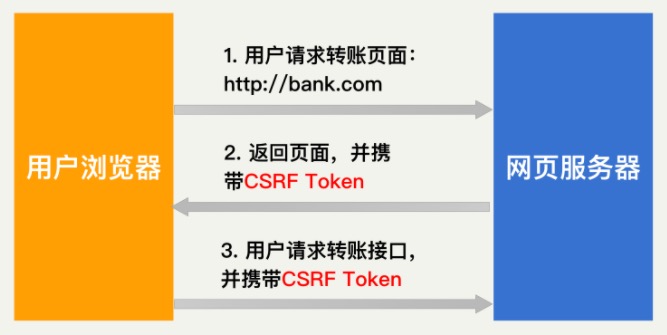 1. 用户请求转账页面：
http://bank.com
用户浏览器
网页服务器
2. 返回页面，并携
带CSRF Token
3. 用户请求转账接口，
并携带CSRF Token